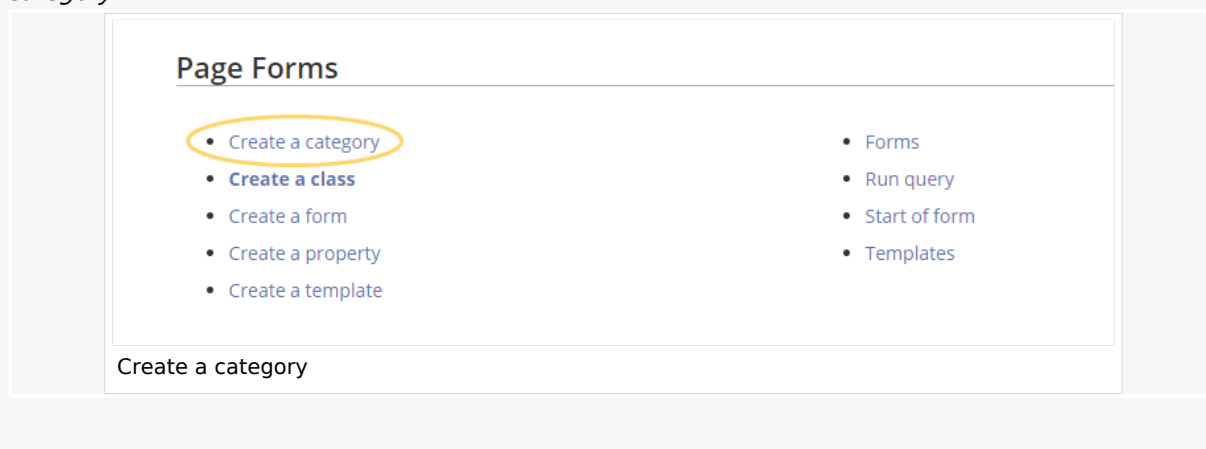 Page Forms
• Create a category
• Create a class
• Create a form
• Create a property
• Create a template
• Forms
• Run query
• Start of form
• Templates
Create a category